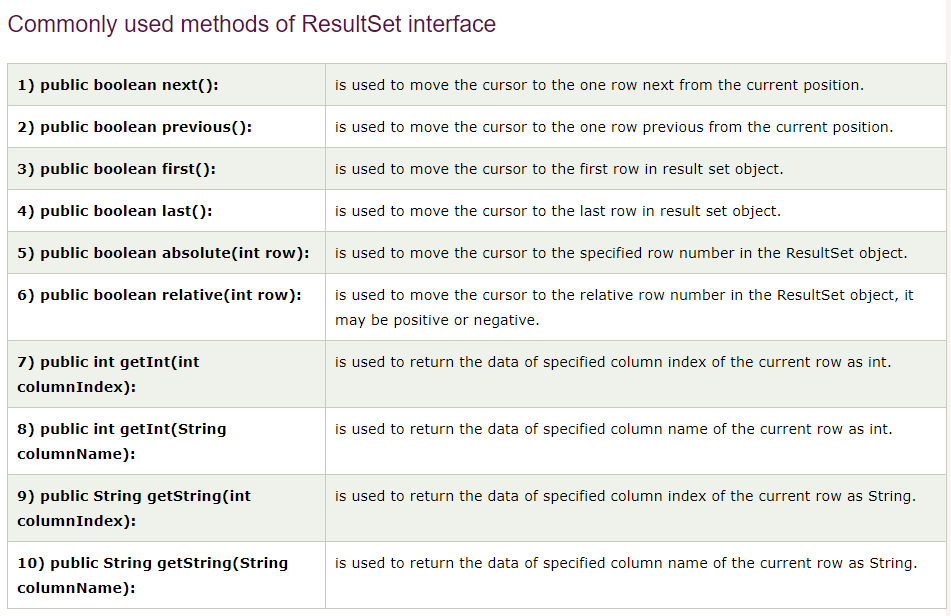 Commonly used methods of ResultSet interface
1) public boolean next():
is used to move the cursor to the one row next from the current position.
2) public boolean previous():
is used to move the cursor to the one row previous from the current position.
3) public boolean first():
is used to move the cursor to the first row in result set object.
4) public boolean last():
is used to move the cursor to the last row in result set object.
5) public boolean absolute(int row):
is used to move the cursor to the specified row number in the ResultSet object.
6) public boolean relative(int row):
is used to move the cursor to the relative row number in the ResultSet object, it
may be positive or negative.
7) public int getInt(int
columnIndex):
is used to return the data of specified column index of the current row as int.
8) public int getInt(String
columnName):
is used to return the data of specified column name of the current row as int.
9) public String getString(int
columnIndex):
is used to return the data of specified column index of the current row as String.
10) public String getString(String
columnName):
is used to return the data of specified column name of the current row as String.